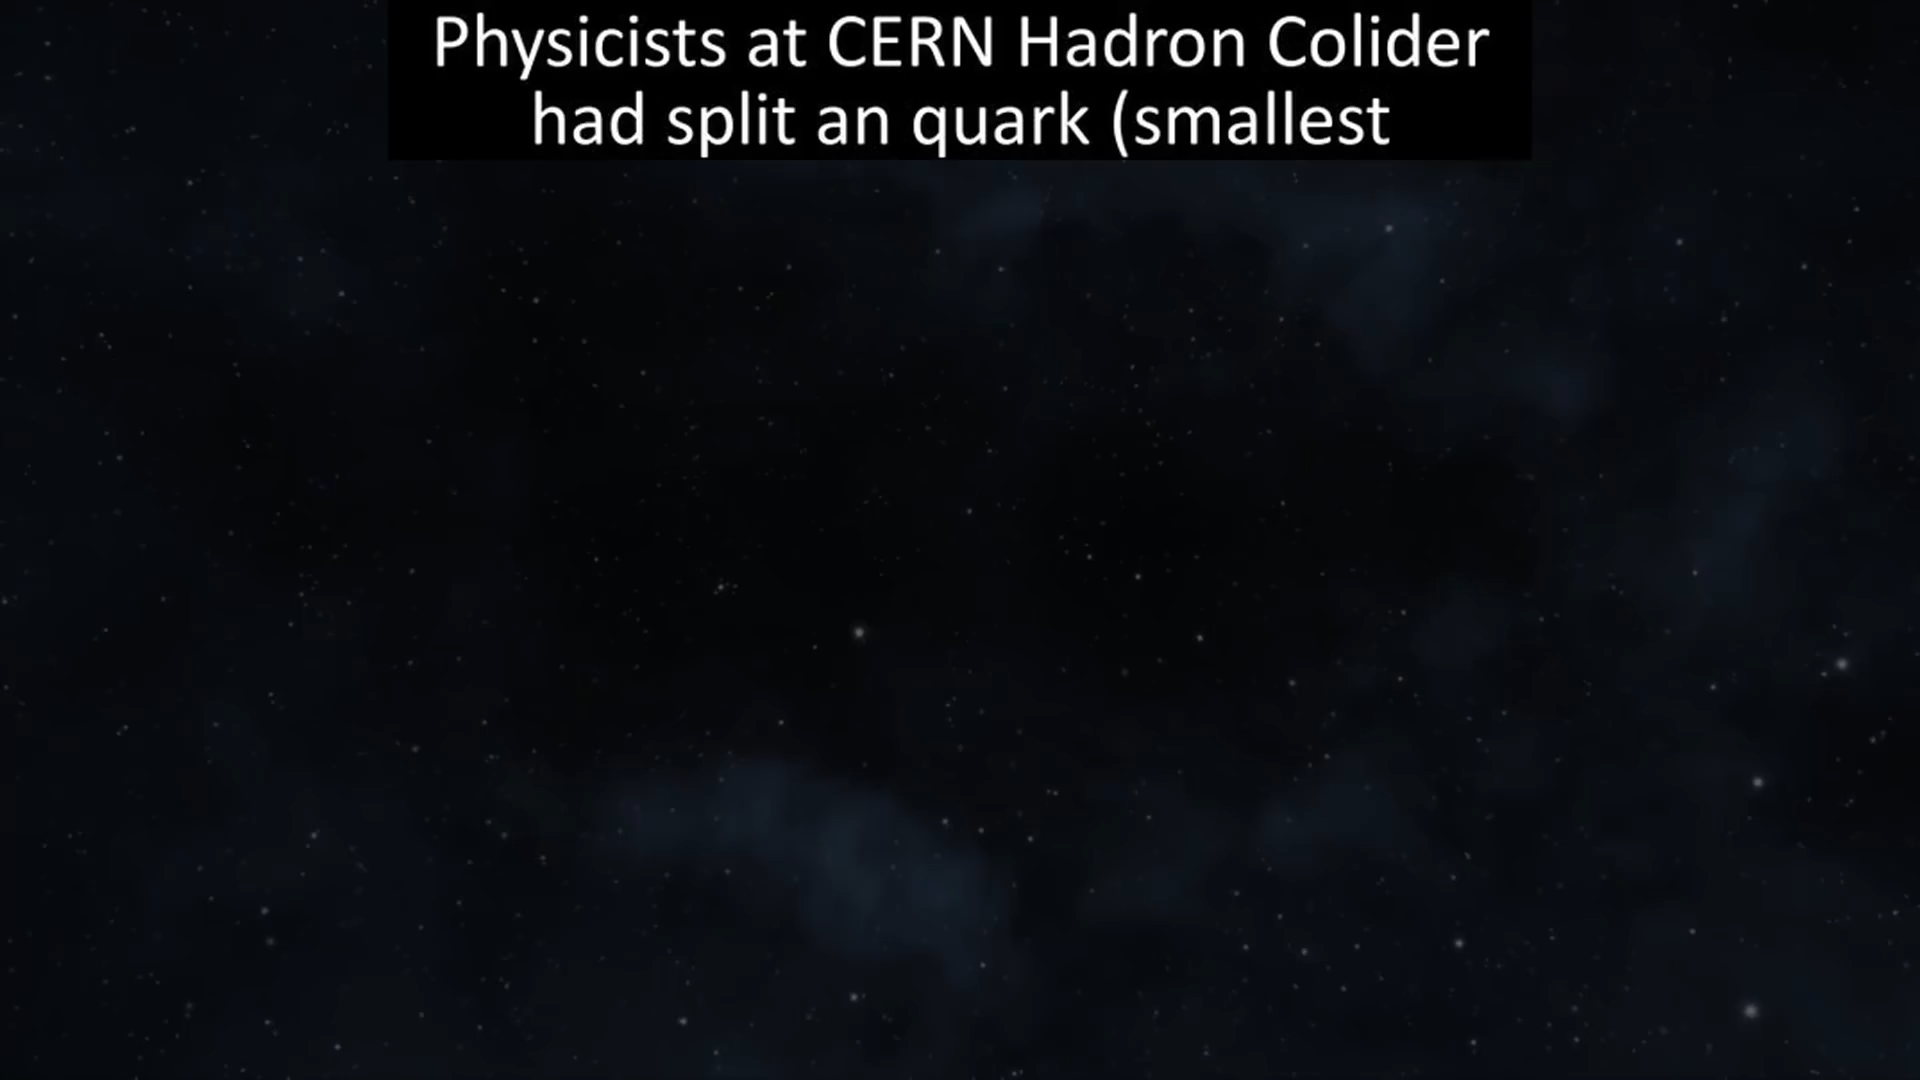 Physicists at CERN Hadron Colider
had split an quark (smallest